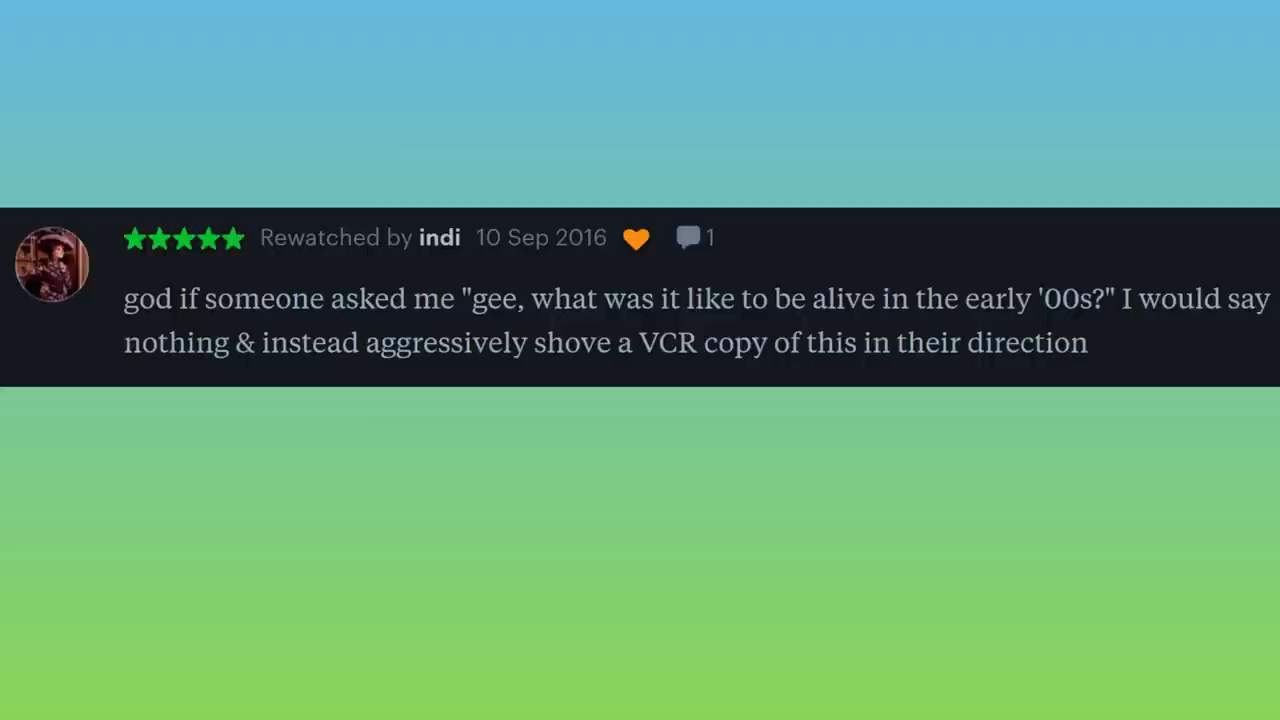 ★★★★★ Rewatched by indi 10 Sep 2016 🧡 1
god if someone asked me "gee, what was it like to be alive in the early '00s?" I would say
nothing & instead aggressively shove a VCR copy of this in their direction